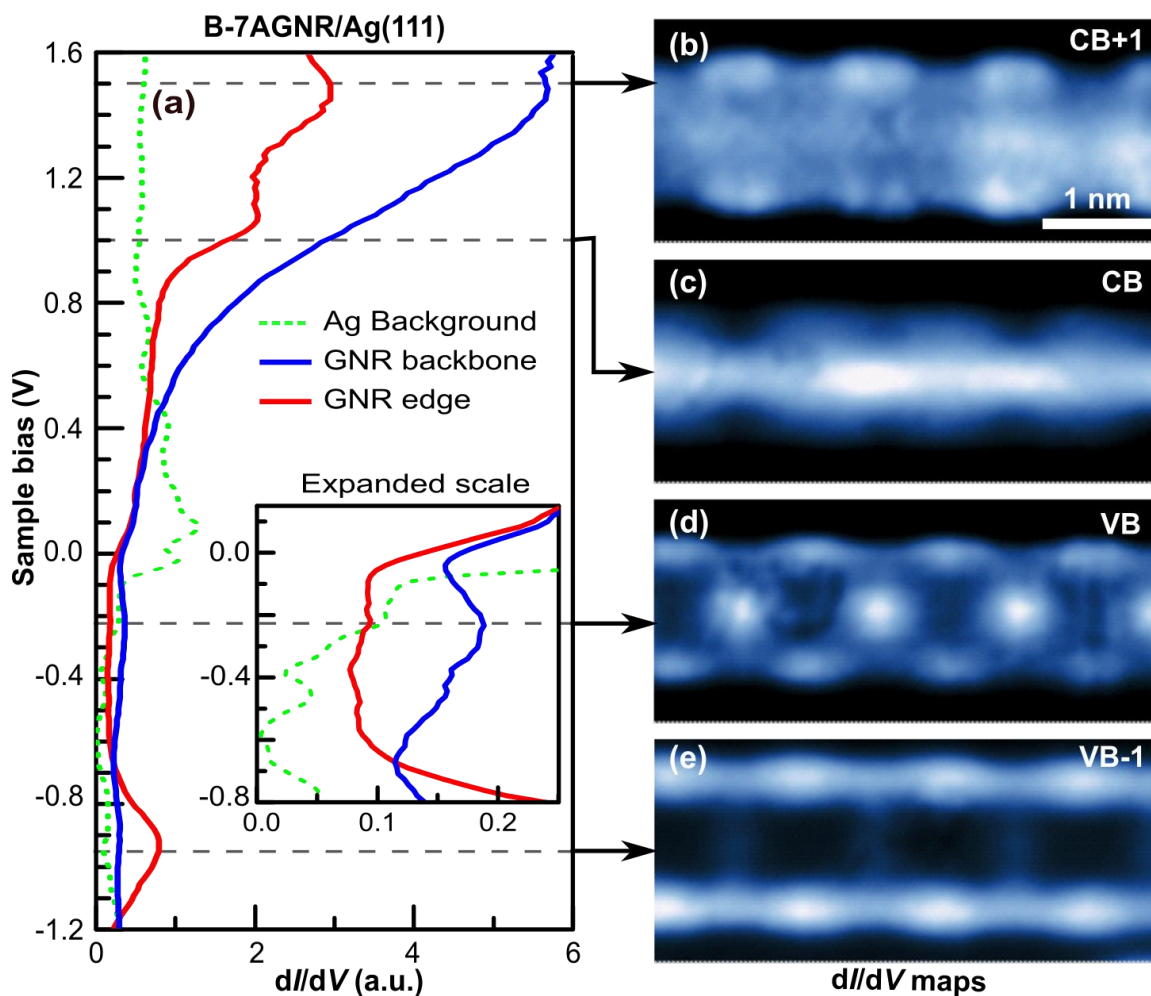 B-7AGNR/Ag(111)
(a)
1.6
1.2
0.8
0.4
0.0
-0.4
-0.8
-1.2
Sample bias (V)
Ag Background
GNR backbone
GNR edge
Expanded scale
0.0
-0.4
-0.8
0.0
0.1
0.2
0
2
4
6
dI/dV (a.u.)
(b)
CB+1
1 nm
(c)
CB
(d)
VB
(e)
VB-1
dI/dV maps